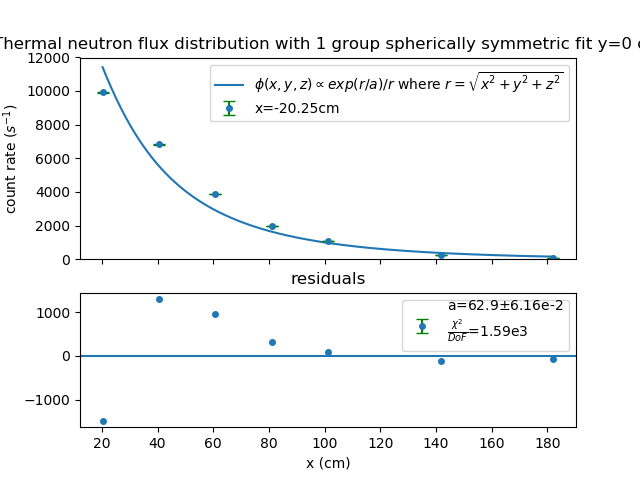 Thermal neutron flux distribution with 1 group spherically symmetric fit y=0
12000
10000
8000
6000
4000
2000
0
count rate (s⁻¹)
ϕ(x, y, z) ∝ exp(r/a)/r where r = √x² + y² + z²
x=-20.25cm
residuals
1000
0
−1000
a=62.9±6.16e-2
χ²/DoF=1.59e3
20 40 60 80 100 120 140 160 180
x (cm)